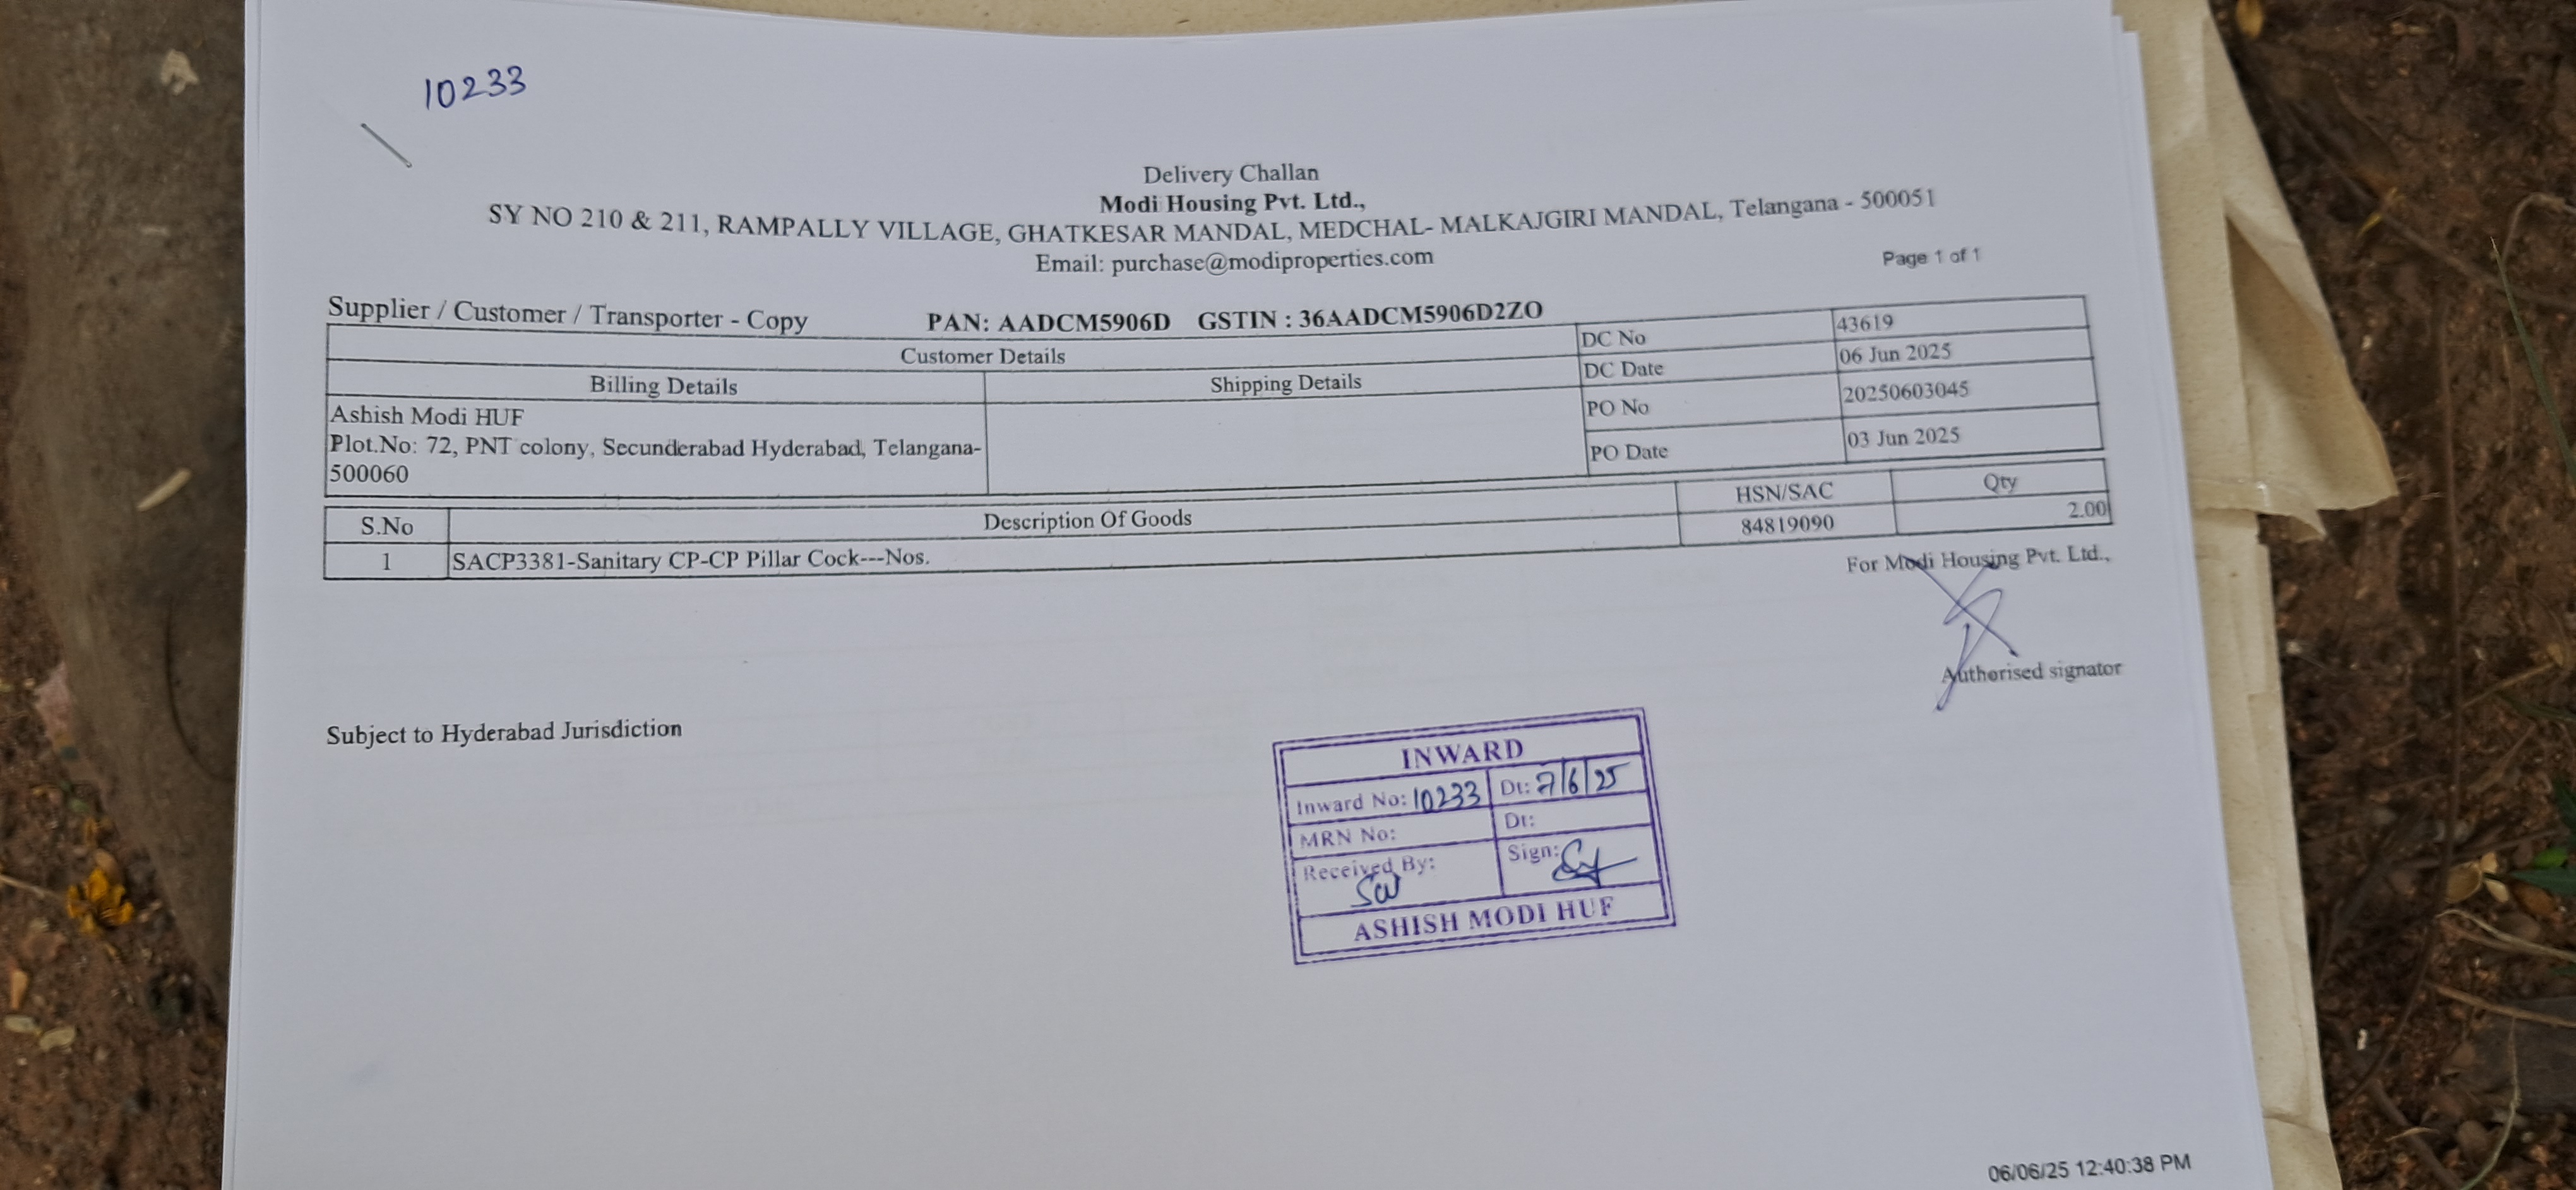 10233
Delivery Challan
Modi Housing Pvt. Ltd.,
SY NO 210 & 211, RAMPALLY VILLAGE, GHATKESAR MANDAL, MEDCHAL- MALKAJGIRI MANDAL, Telangana - 500051
Email: purchase@modiproperties.com
Page 1 of 1
Supplier / Customer / Transporter - Copy PAN: AADCM5906D GSTIN : 36AADCM5906D2ZO
Customer Details
Billing Details Shipping Details
Ashish Modi HUF
Plot.No: 72, PNT colony, Secunderabad Hyderabad, Telangana-
500060
DC No 43619
DC Date 06 Jun 2025
PO No 20250603045
PO Date 03 Jun 2025
S.No Description Of Goods HSN/SAC Qty
1 SACP3381-Sanitary CP-CP Pillar Cock---Nos. 84819090 2.00
For Modi Housing Pvt. Ltd.,
Authorised signator
Subject to Hyderabad Jurisdiction
INWARD
Inward No: 10233 Dt: 7/6/25
MRN No: Dt:
Received By: Sign:
ASHISH MODI HUF
06/06/25 12:40:38 PM